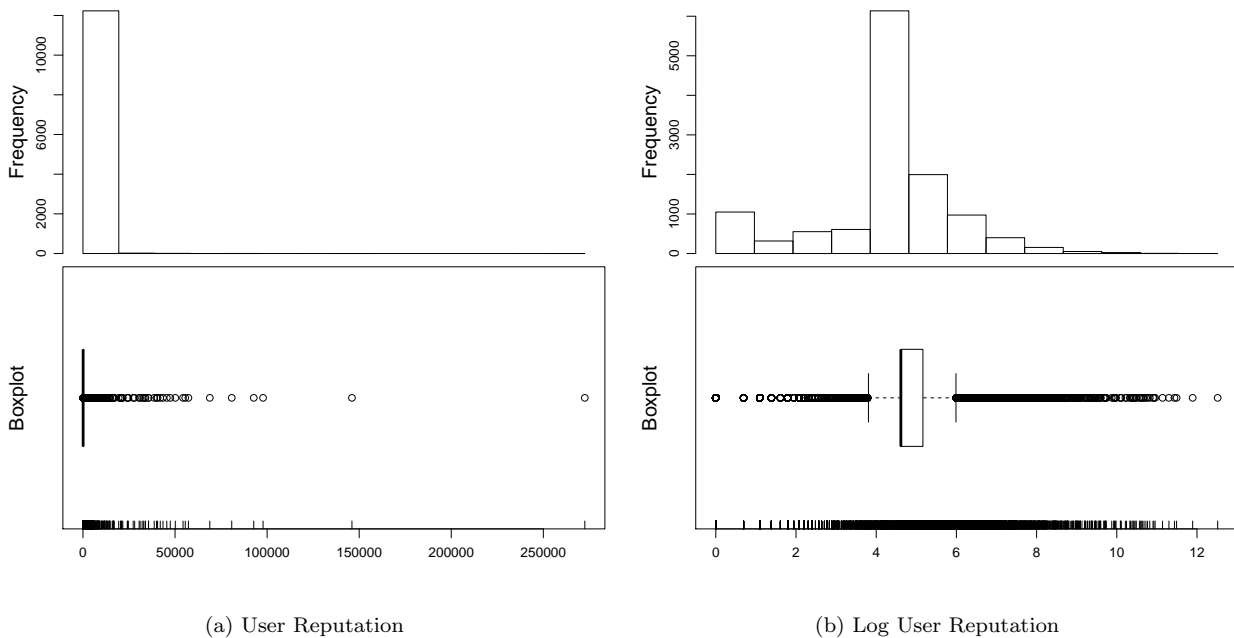 Frequency
0 2000 6000 10000
Boxplot
0 50000 100000 150000 200000 250000
(a) User Reputation
Frequency
0 1000 3000 5000
Boxplot
0 2 4 6 8 10 12
(b) Log User Reputation